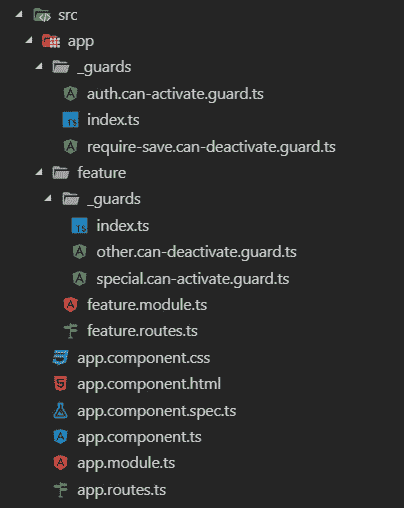 src
app
_guards
auth.can-activate.guard.ts
TS index.ts
require-save.can-deactivate.guard.ts
feature
_guards
TS index.ts
other.can-deactivate.guard.ts
special.can-activate.guard.ts
feature.module.ts
feature.routes.ts
app.component.css
app.component.html
app.component.spec.ts
app.component.ts
app.module.ts
app.routes.ts